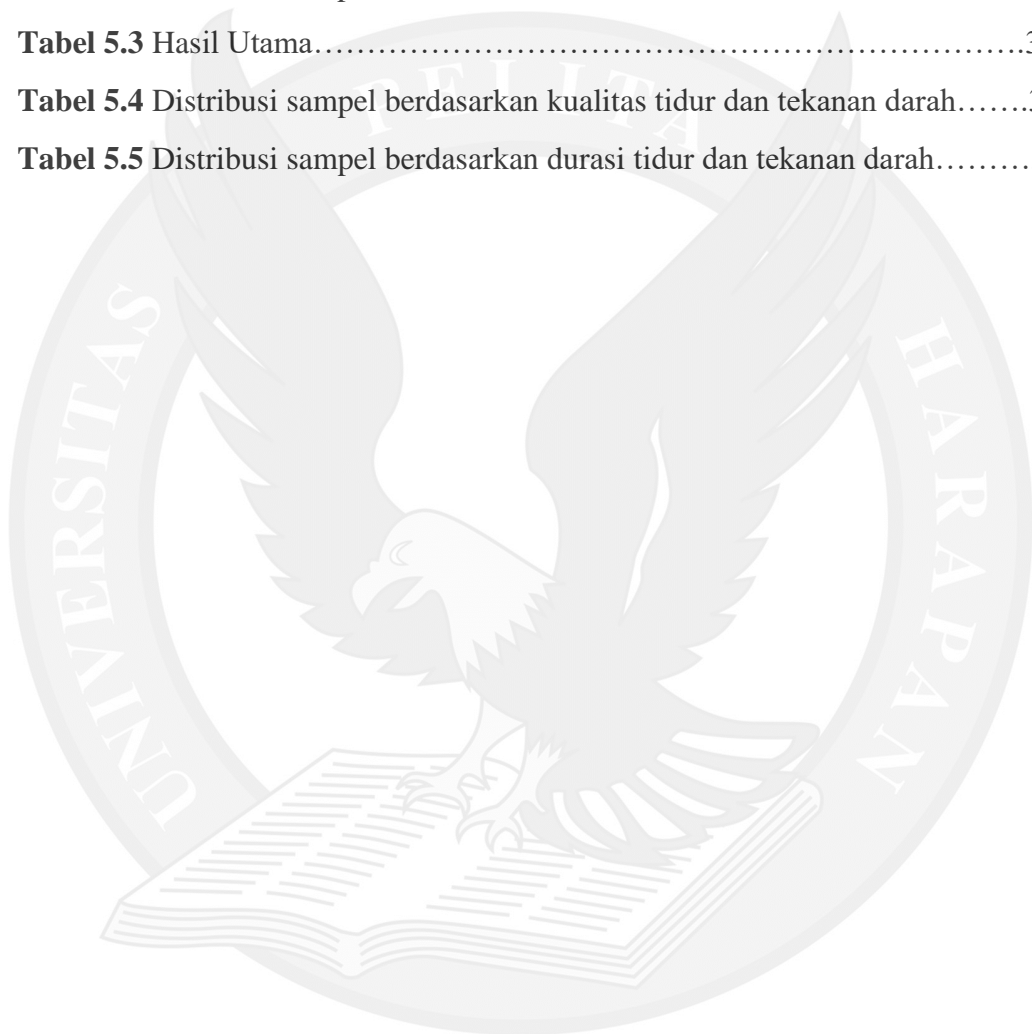 Tabel 5.3 Hasil Utama……………………………………………………………….3
Tabel 5.4 Distribusi sampel berdasarkan kualitas tidur dan tekanan darah…….3
Tabel 5.5 Distribusi sampel berdasarkan durasi tidur dan tekanan darah………
UNIVERSITAS PELITA HARAPAN